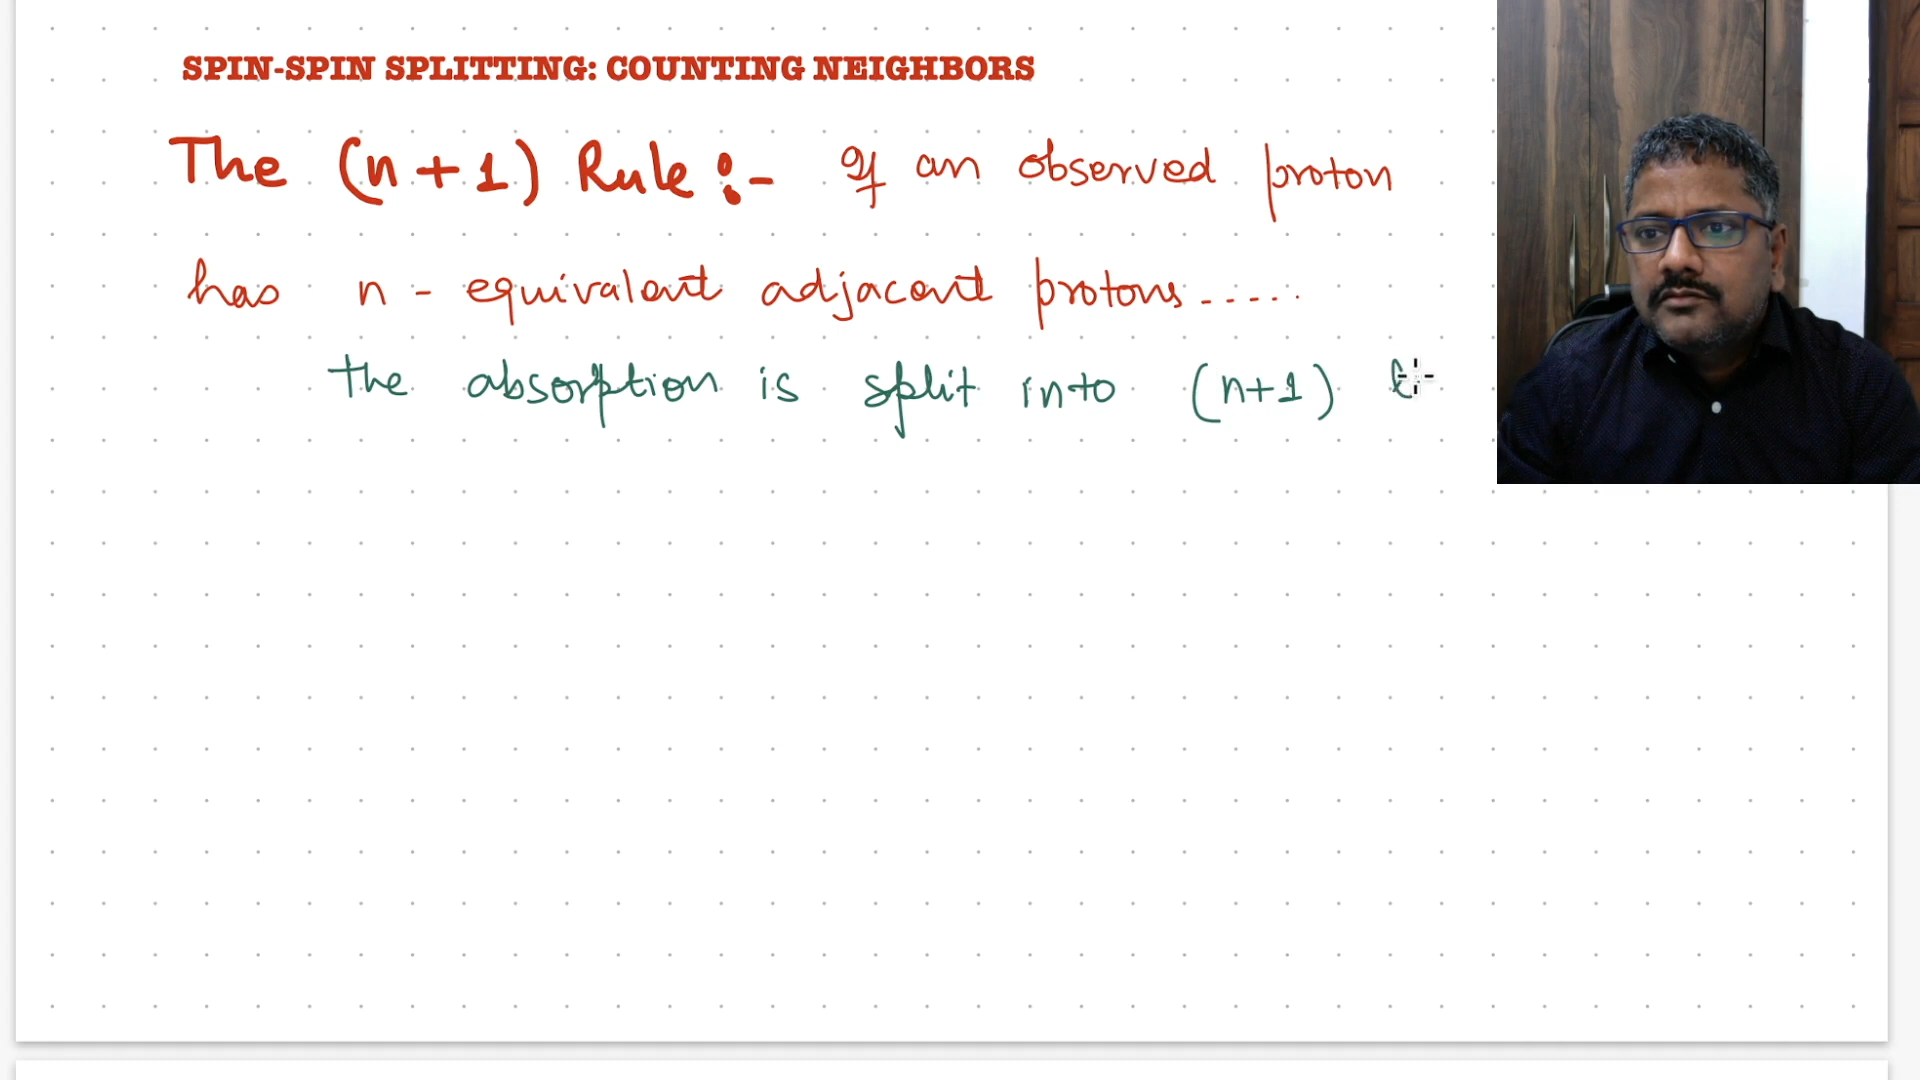 SPIN-SPIN SPLITTING: COUNTING NEIGHBORS
The (n+1) Rule :- If an observed proton
has n - equivalent adjacent protons.....
the absorption is split into (n+1)